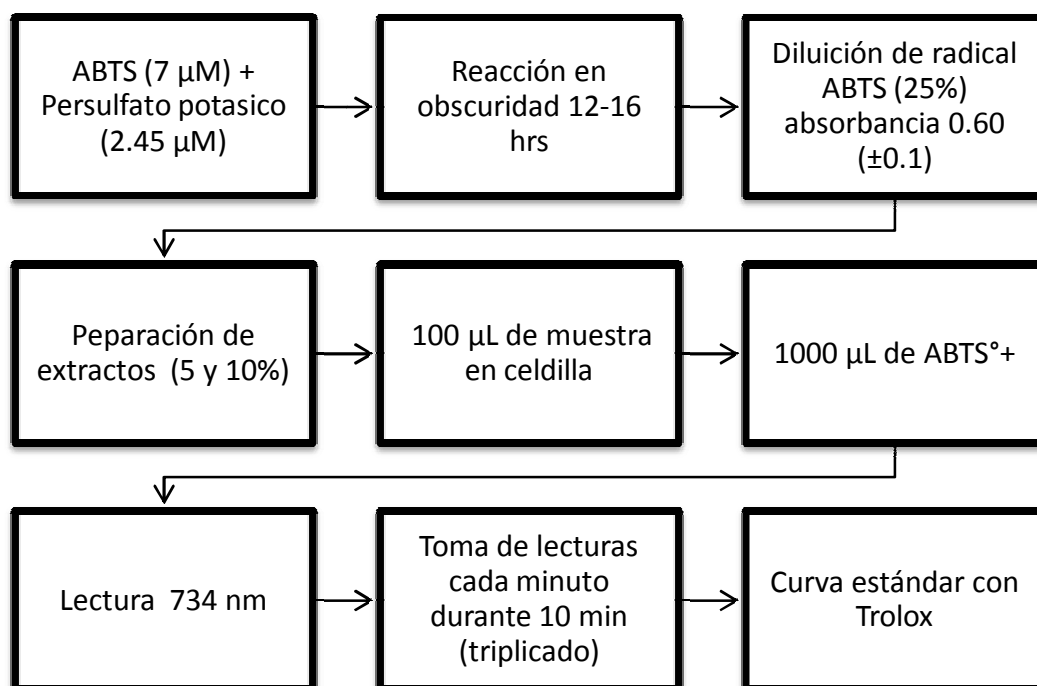 ABTS (7 µM) +
Persulfato potasico
(2.45 µM)
Reacción en
obscuridad 12-16
hrs
Diluición de radical
ABTS (25%)
absorbancia 0.60
(±0.1)
Peparación de
extractos (5 y 10%)
100 µL de muestra
en celdilla
1000 µL de ABTS°+
Lectura 734 nm
Toma de lecturas
cada minuto
durante 10 min
(triplicado)
Curva estándar con
Trolox